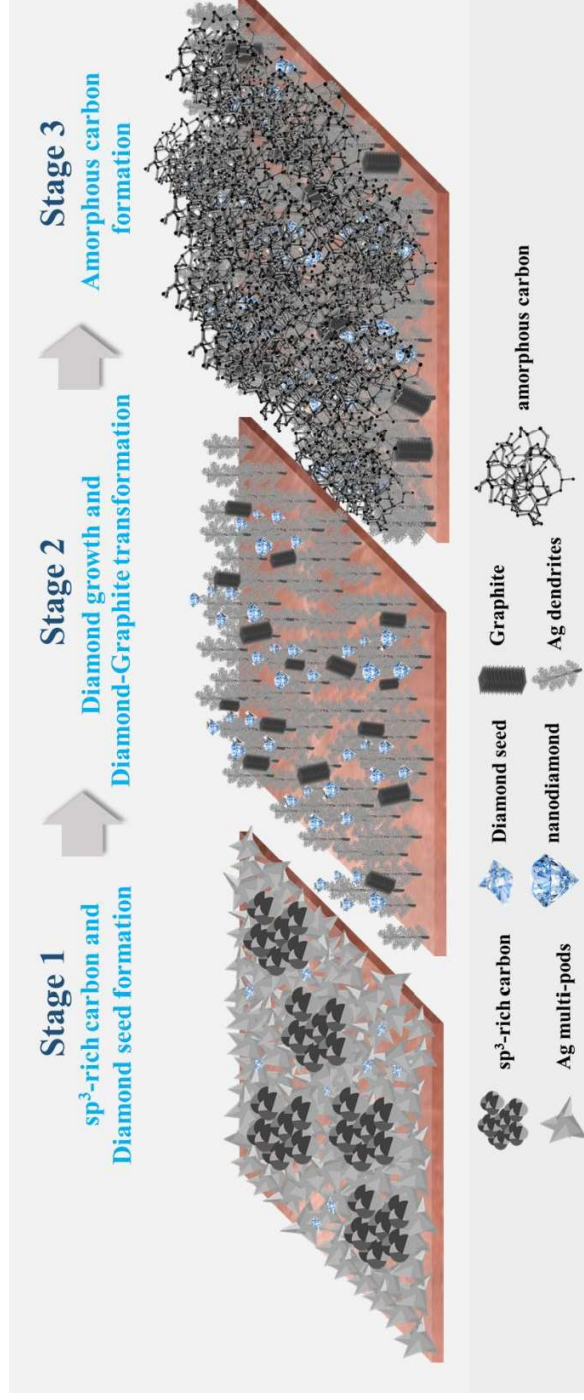 Stage 1
sp³-rich carbon and
Diamond seed formation
Stage 2
Diamond growth and
Diamond-Graphite transformation
Stage 3
Amorphous carbon
formation
sp³-rich carbon
Diamond seed
Graphite
amorphous carbon
Ag multi-pods
nanodiamond
Ag dendrites